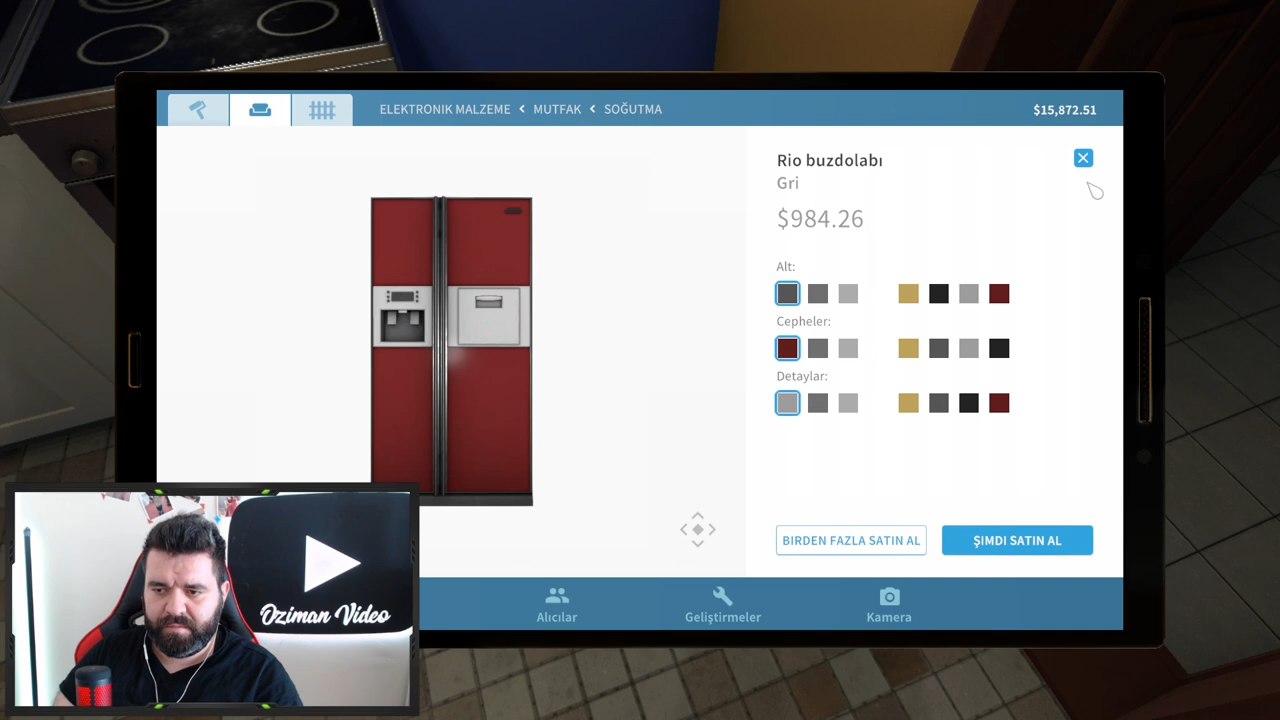 ELEKTRONIK MALZEME < MUTFAK < SOĞUTMA
$15,872.51
Rio buzdolabı
Gri
$984.26
Alt:
Cepheler:
Detaylar:
BIRDEN FAZLA SATIN AL
ŞIMDI SATIN AL
Alıcılar
Geliştirmeler
Kamera
Oziman Video